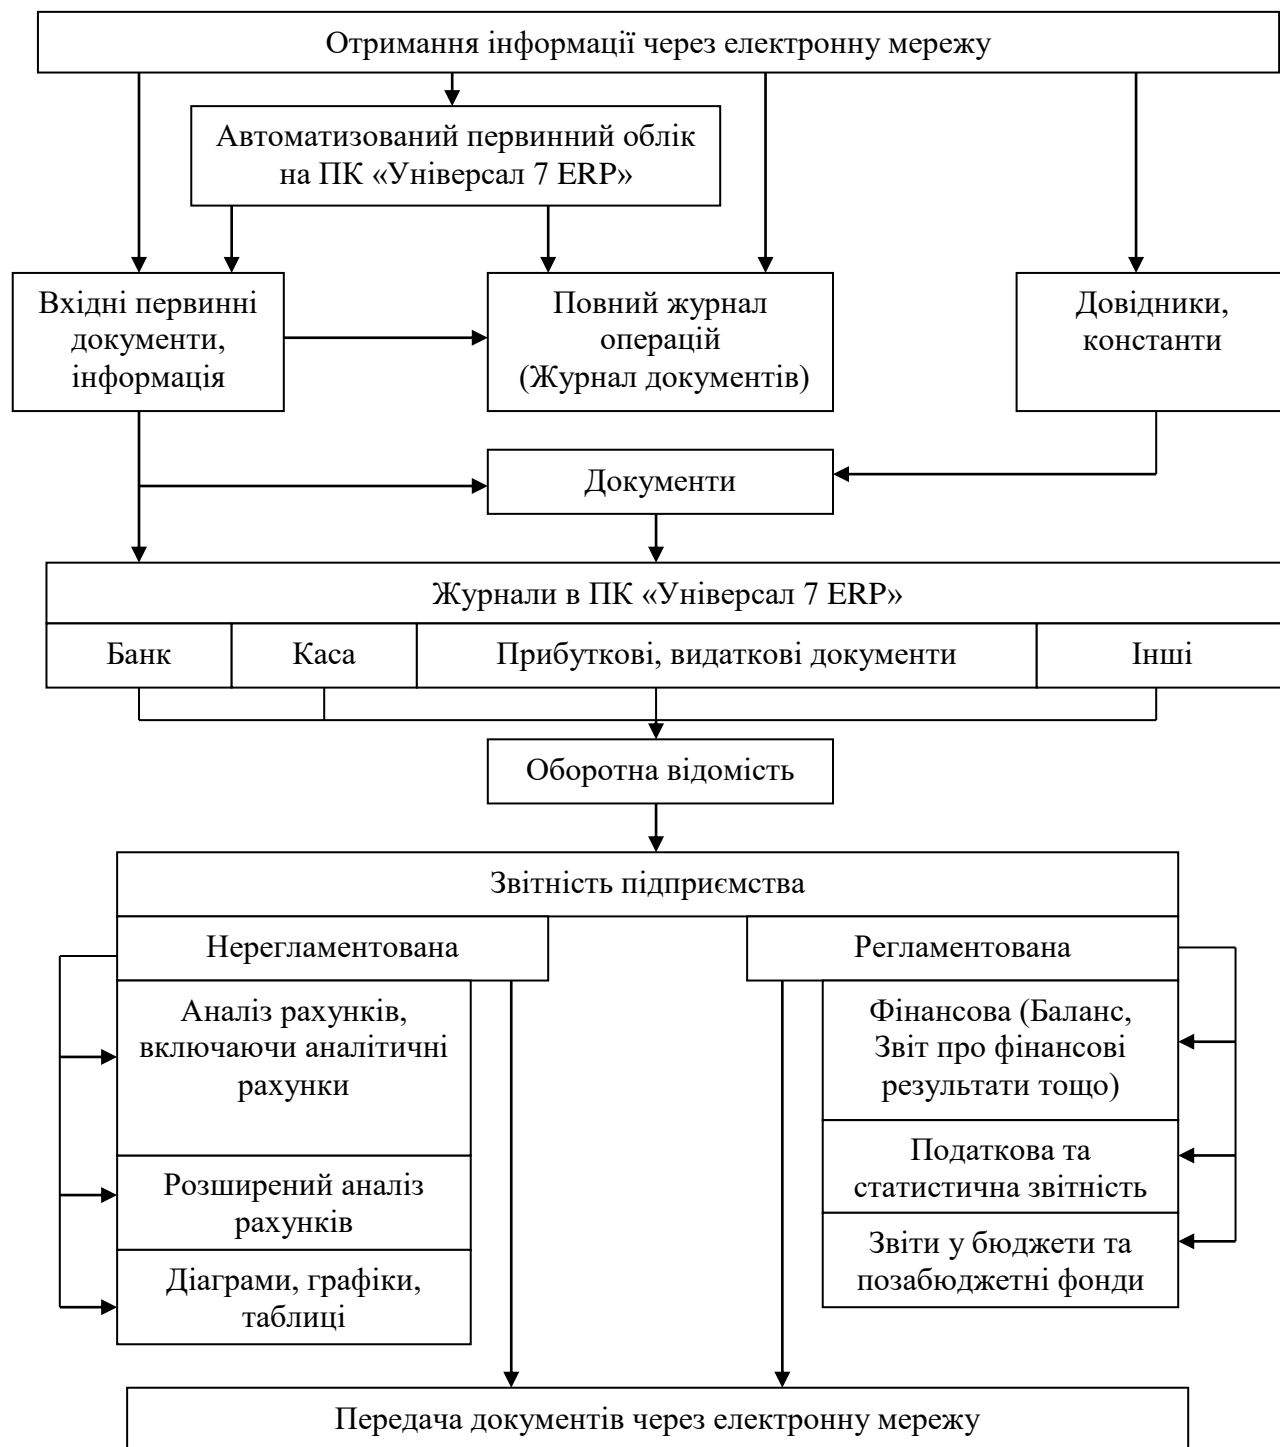 Отримання інформації через електронну мережу
Автоматизований первинний облік
на ПК «Універсал 7 ERP»
Вхідні первинні
документи,
інформація
Повний журнал
операцій
(Журнал документів)
Довідники,
константи
Документи
Журнали в ПК «Універсал 7 ERP»
Банк
Каса
Прибуткові, видаткові документи
Інші
Оборотна відомість
Звітність підприємства
Нерегламентована
Регламентована
Аналіз рахунків,
включаючи аналітичні
рахунки
Розширений аналіз
рахунків
Діаграми, графіки,
таблиці
Фінансова (Баланс,
Звіт про фінансові
результати тощо)
Податкова та
статистична звітність
Звіти у бюджети та
позабюджетні фонди
Передача документів через електронну мережу